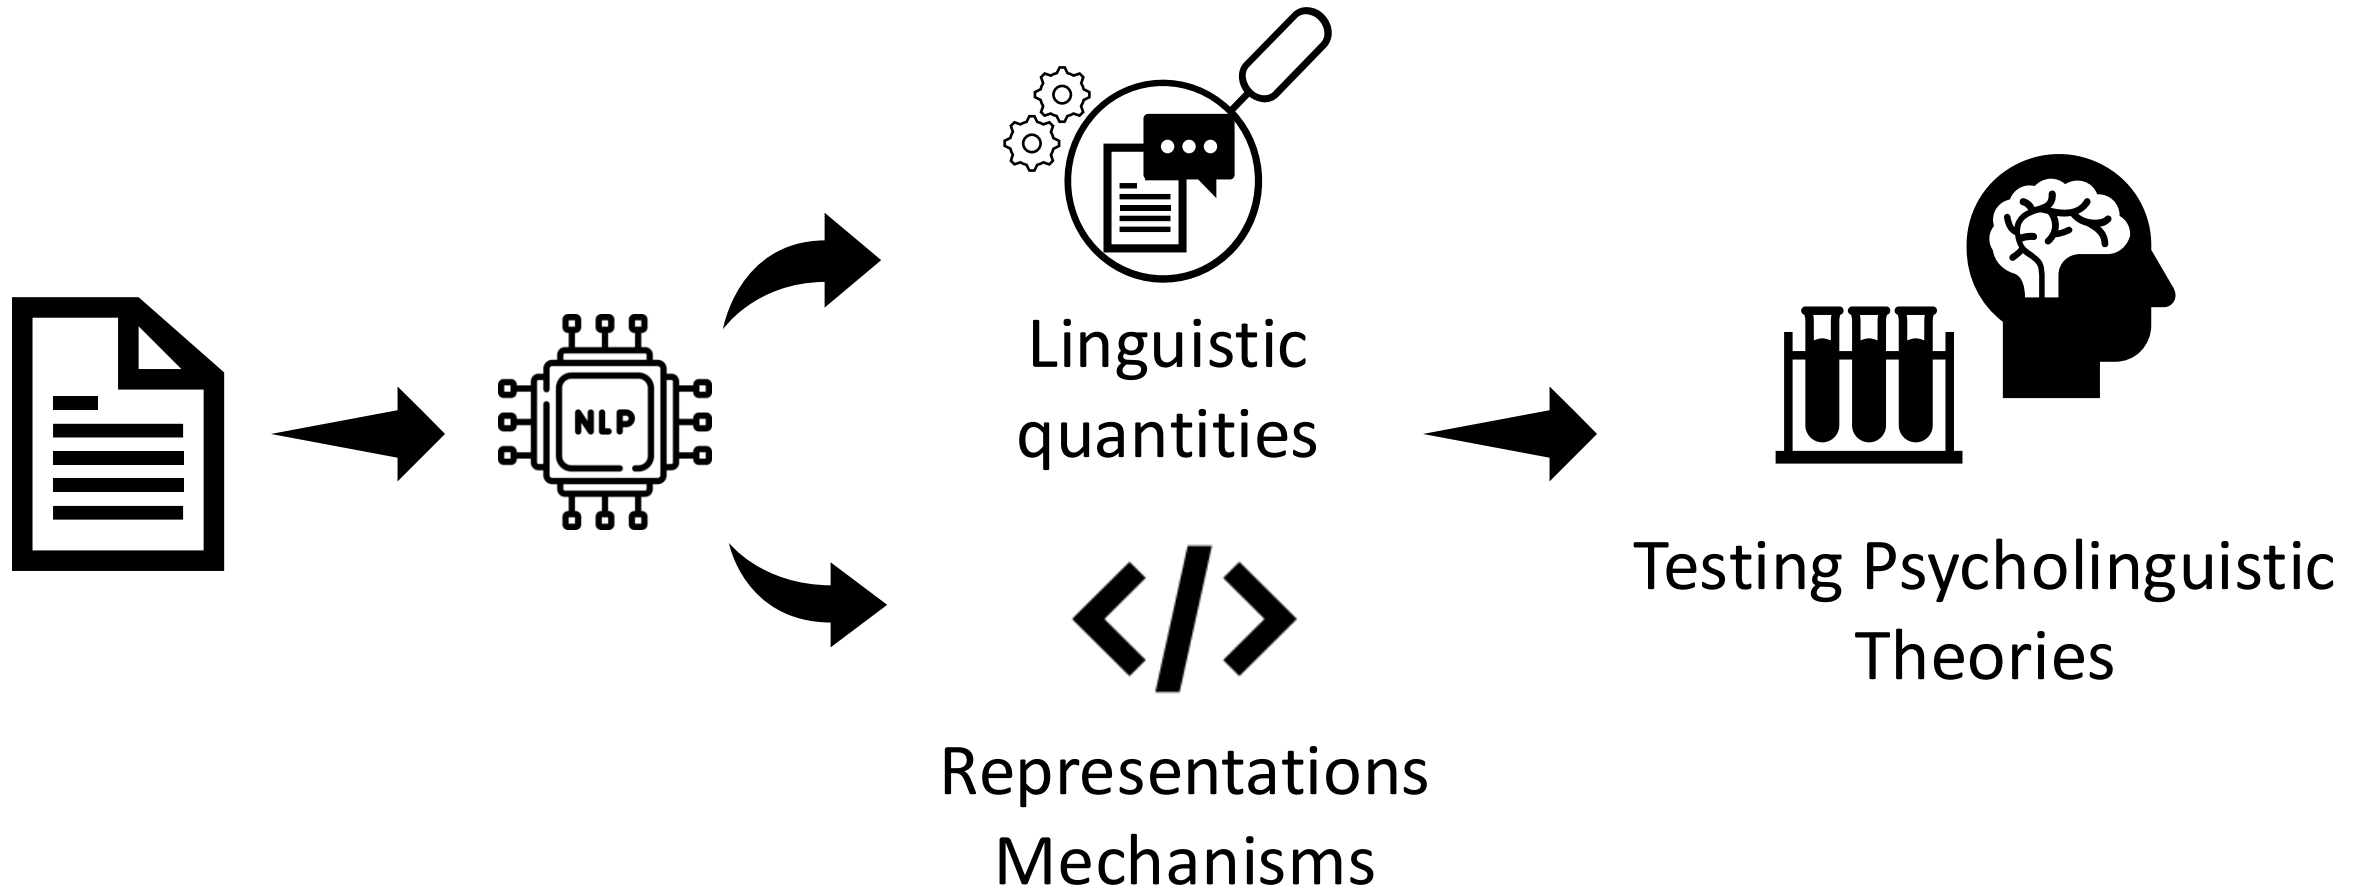 NLP
Linguistic
quantities
Representations
Mechanisms
Testing Psycholinguistic
Theories